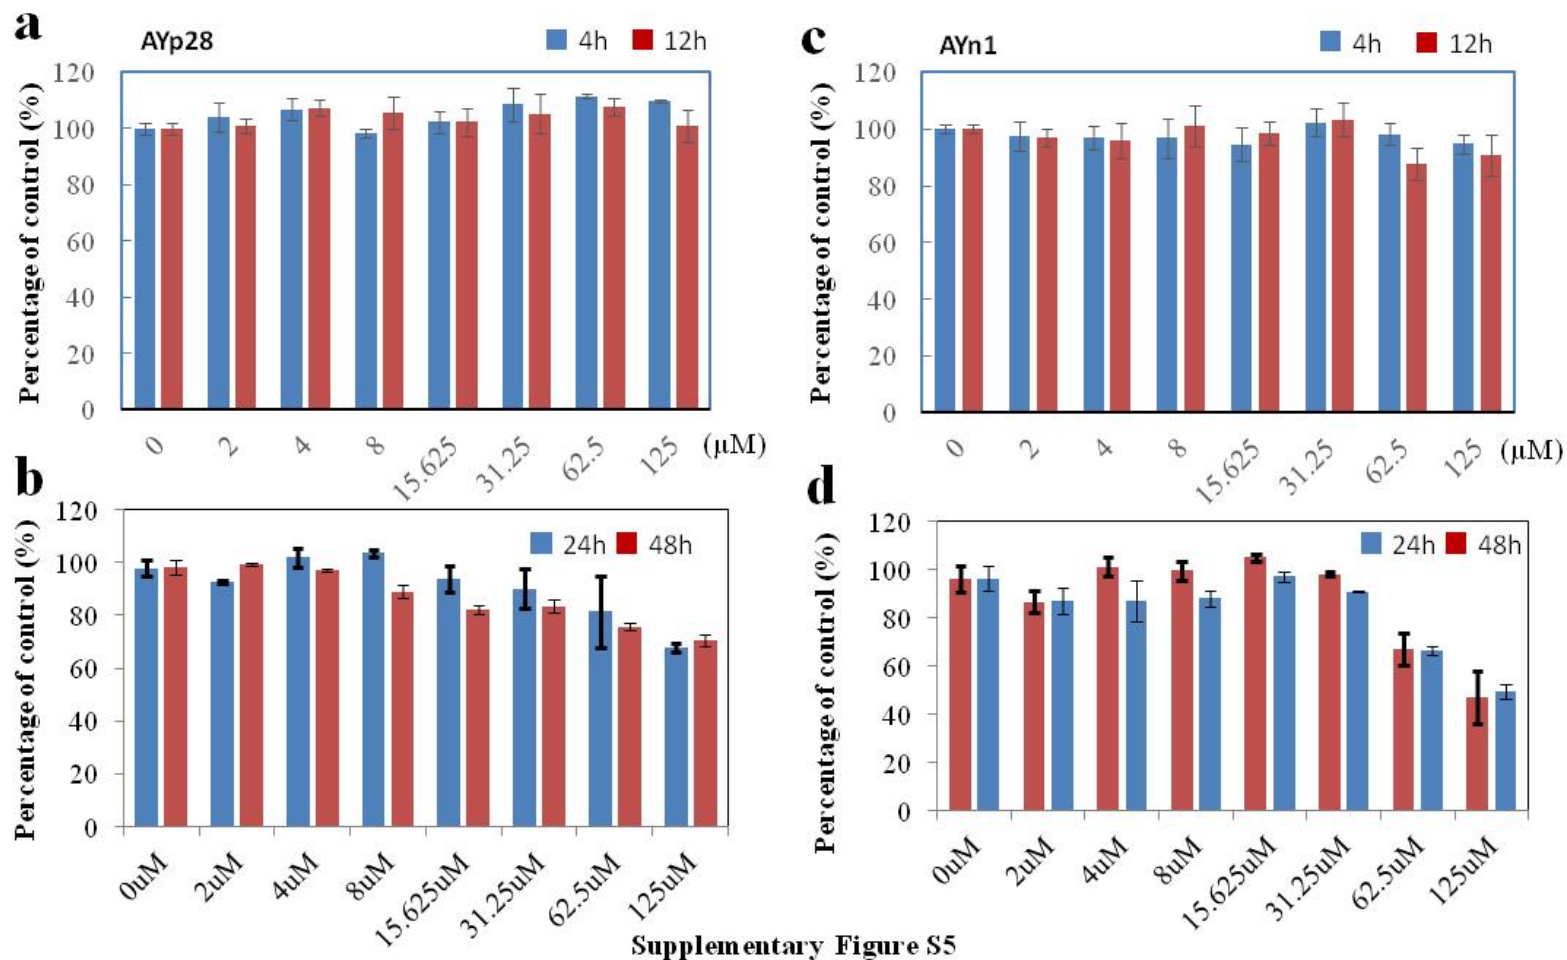 a
AYp28
4h 12h
Percentage of control (%)
120
100
80
60
40
20
0
0 2 4 8 15.625 31.25 62.5 125 (µM)
c
AYn1
4h 12h
Percentage of control (%)
120
100
80
60
40
20
0
0 2 4 8 15.625 31.25 62.5 125 (µM)
b
24h 48h
Percentage of control (%)
120
100
80
60
40
20
0
0uM 2uM 4uM 8uM 15.625uM 31.25uM 62.5uM 125uM
d
24h 48h
Percentage of control (%)
120
100
80
60
40
20
0
0uM 2uM 4uM 8uM 15.625uM 31.25uM 62.5uM 125uM
Supplementary Figure S5